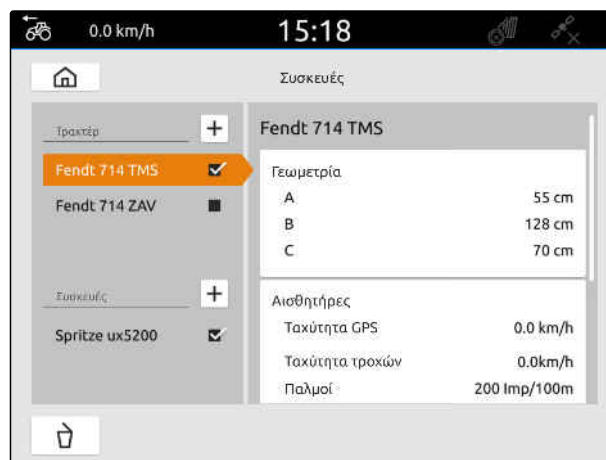 0.0 km/h 15:18
Συσκευές
Τρακτέρ +
Fendt 714 TMS
Fendt 714 ZAV
Συσκευές +
Spritze ux5200
Fendt 714 TMS
Γεωμετρία
A 55 cm
B 128 cm
C 70 cm
Αισθητήρες
Ταχύτητα GPS 0.0 km/h
Ταχύτητα τροχών 0.0km/h
Παλμοί 200 Imp/100m